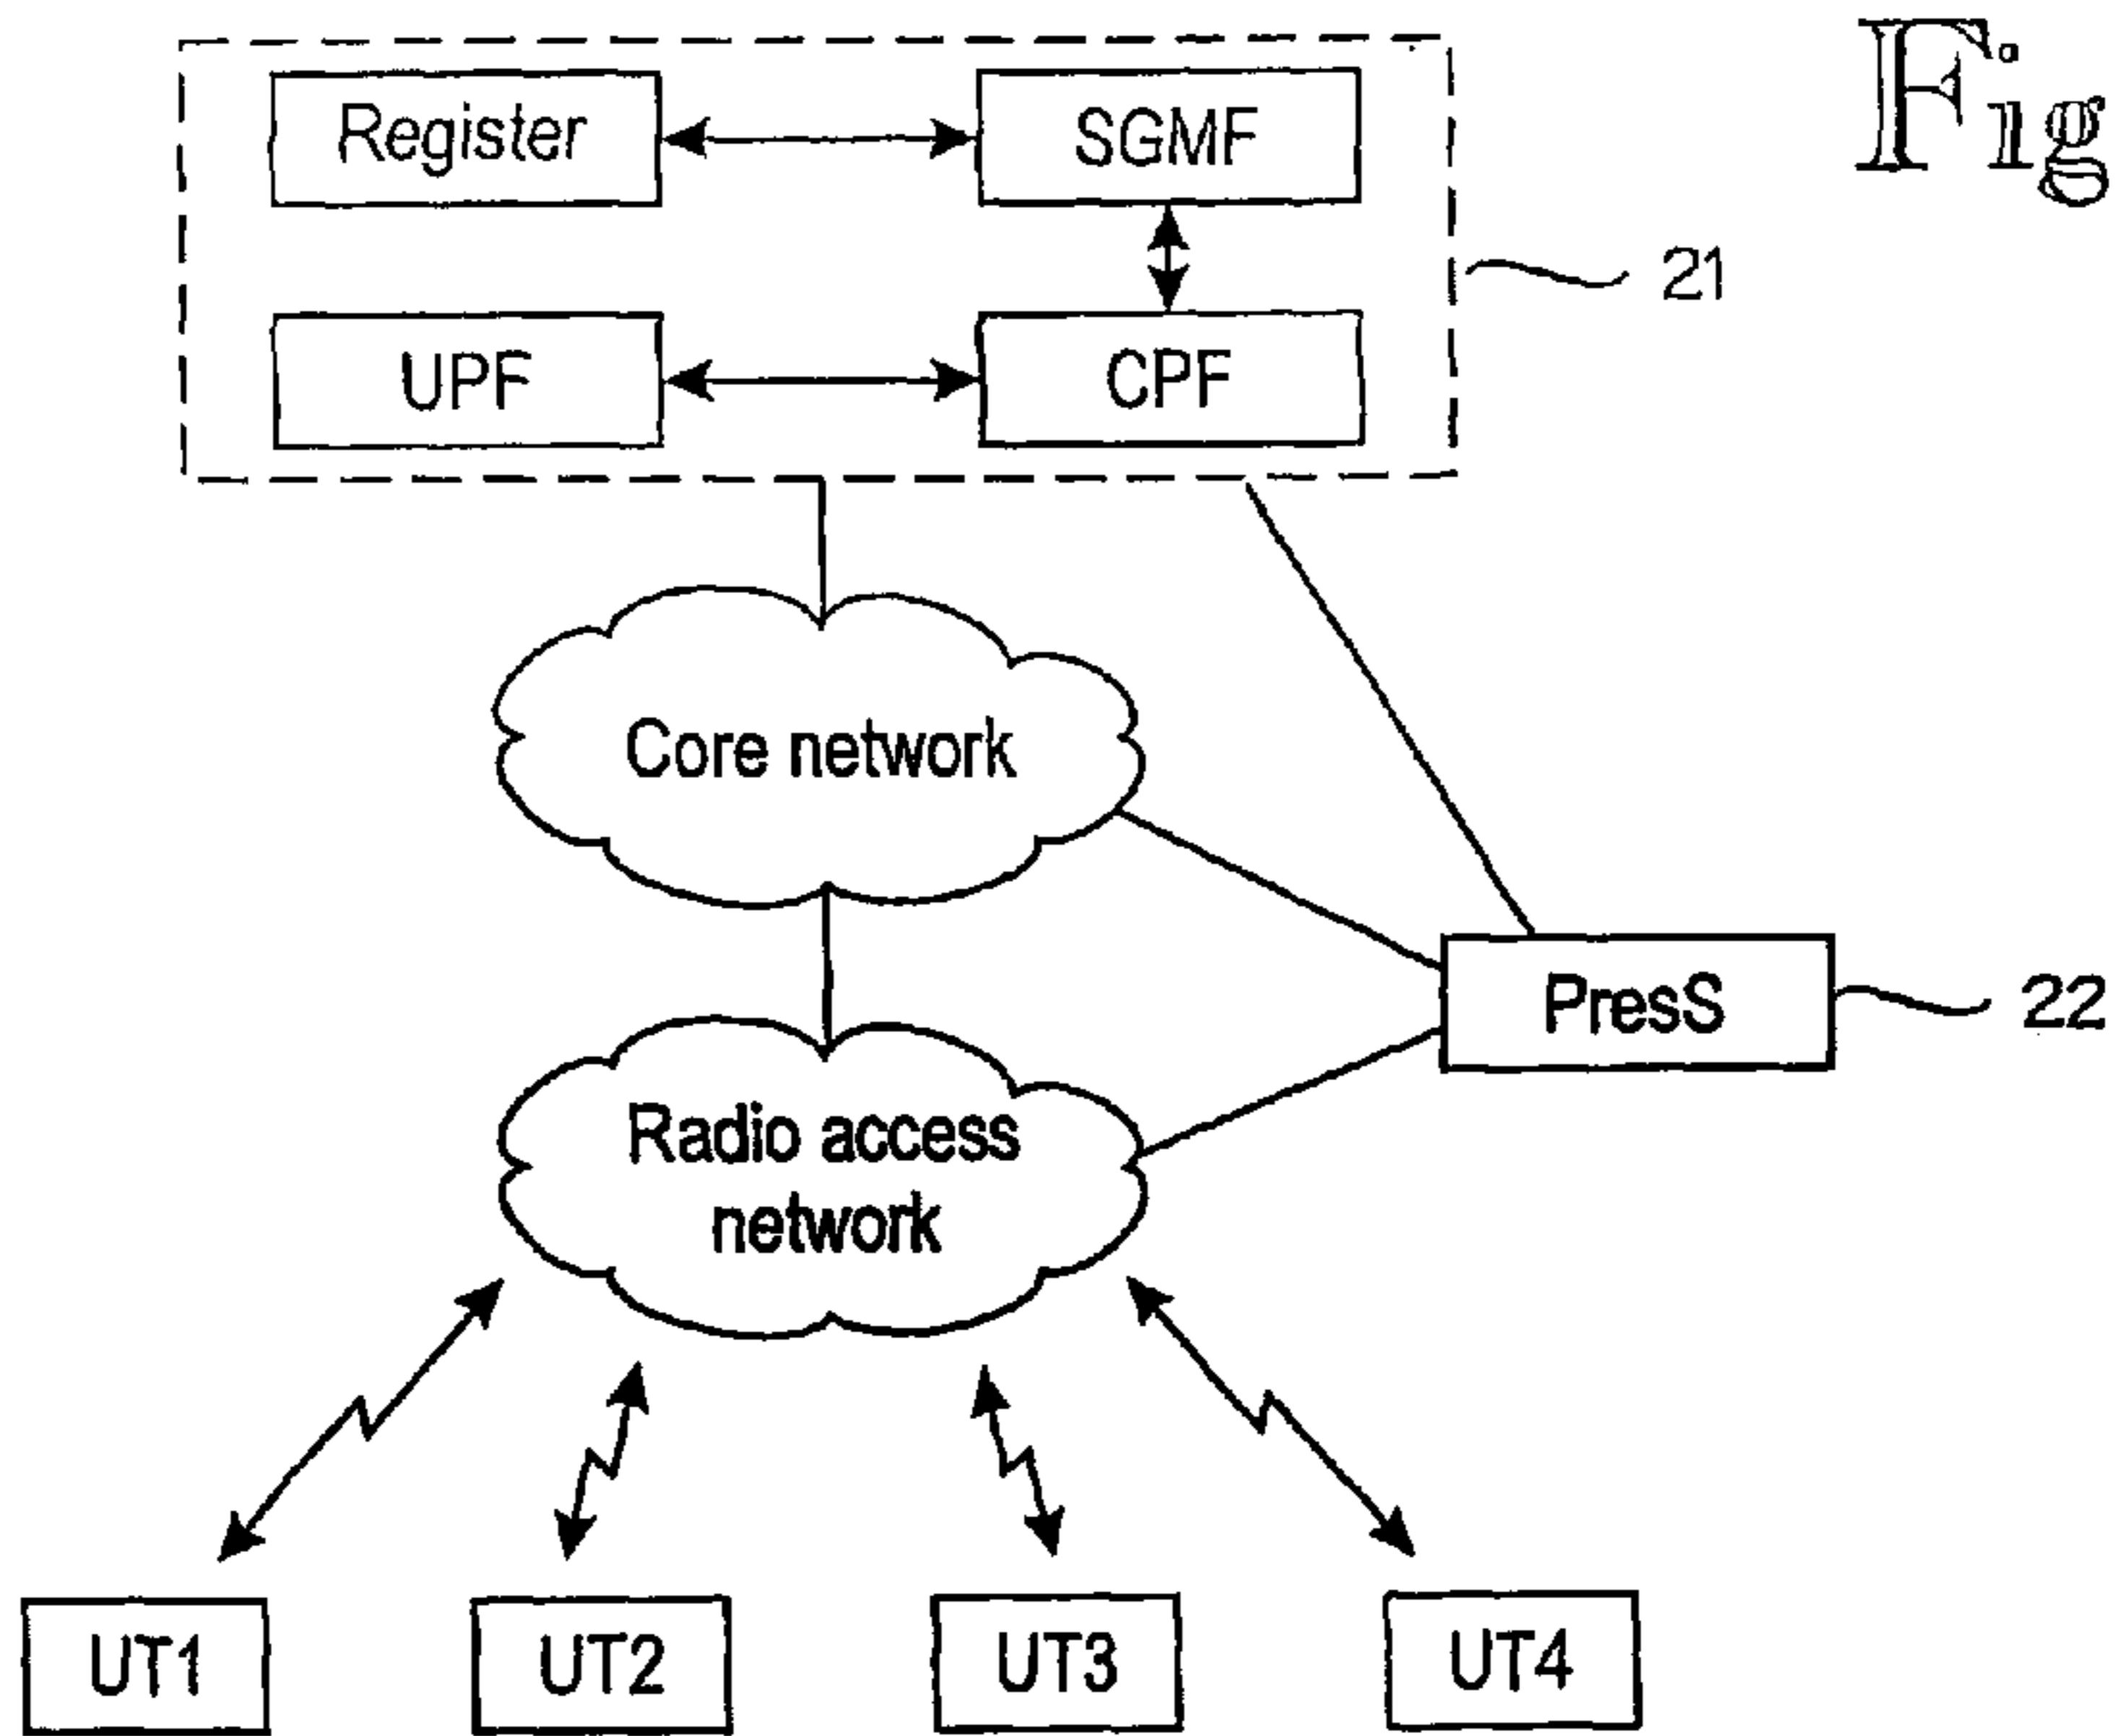 Fig
Register
SGMF
21
UPF
CPF
Core network
PresS
22
Radio access
network
UT1
UT2
UT3
UT4